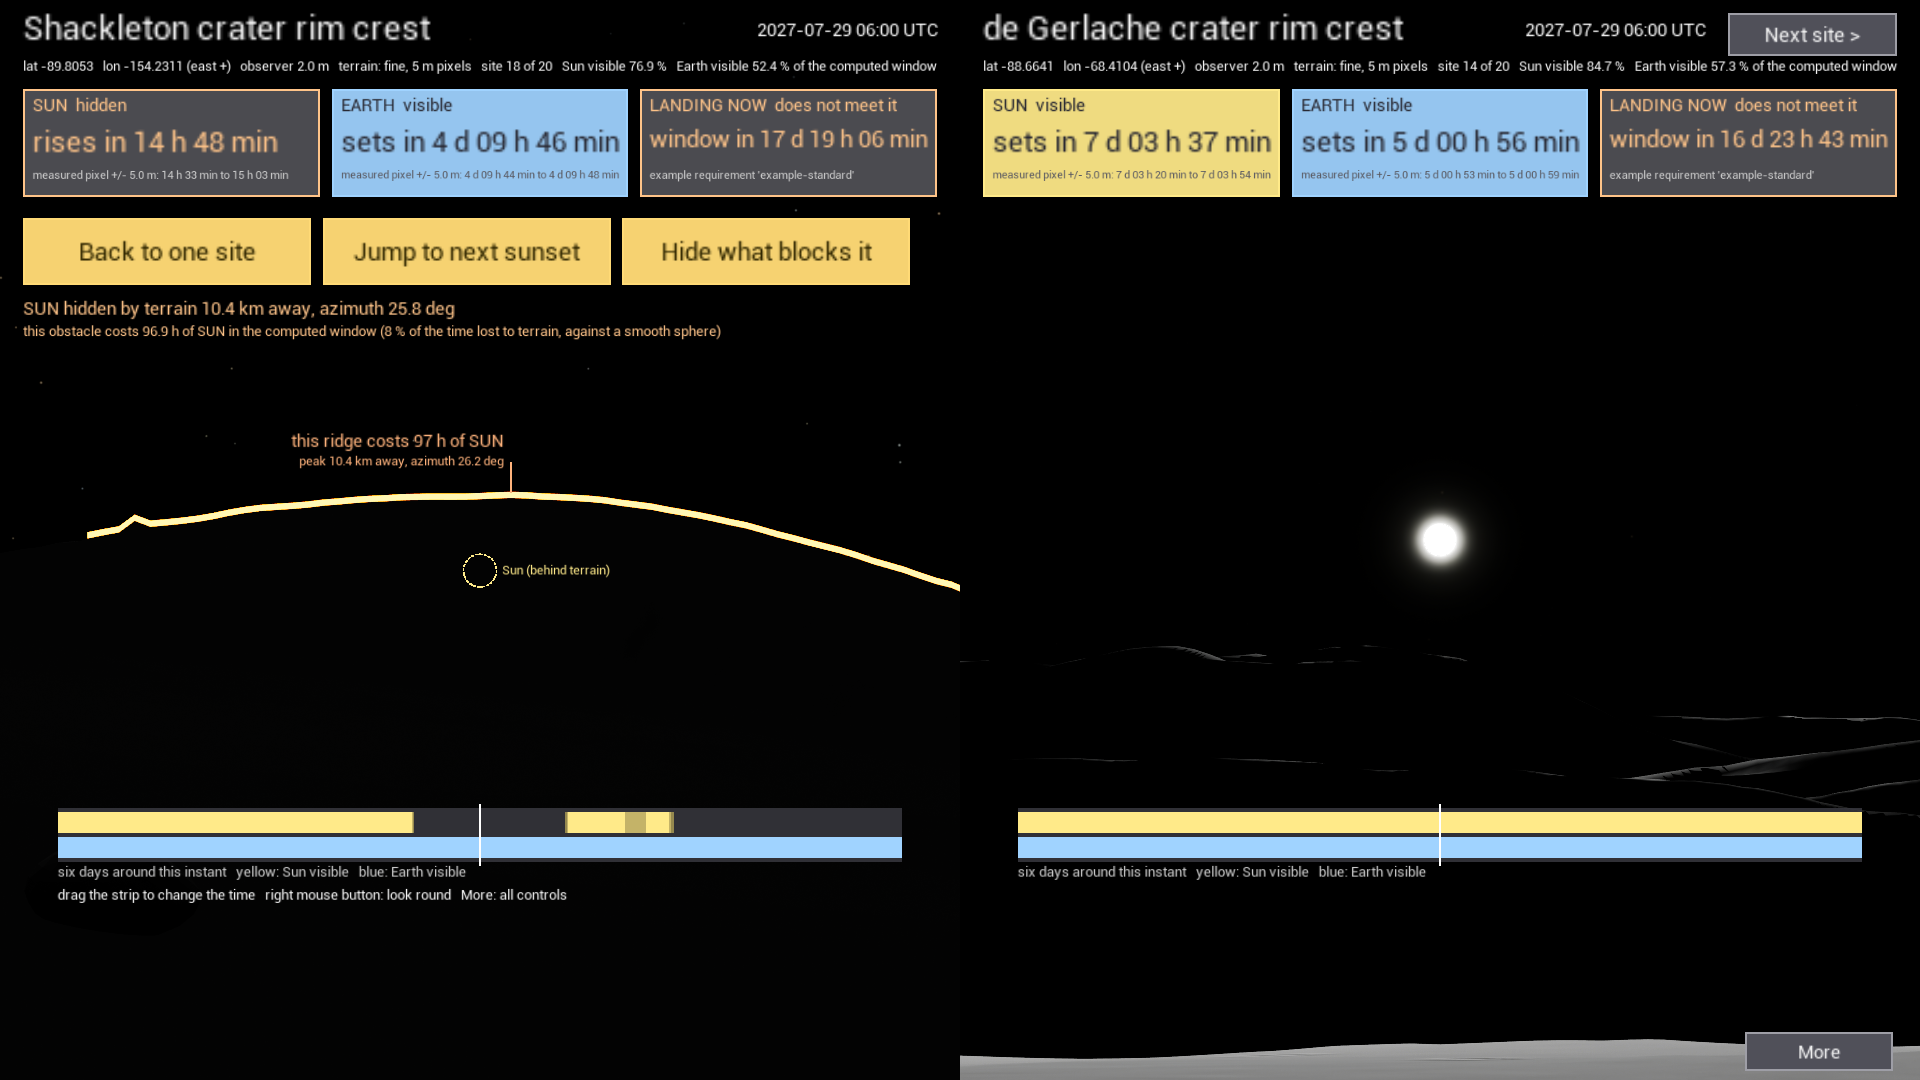 Shackleton crater rim crest
2027-07-29 06:00 UTC
lat -89.8053 lon -154.2311 (east +) observer 2.0 m terrain: fine, 5 m pixels site 18 of 20 Sun visible 76.9 % Earth visible 52.4 % of the computed window
SUN hidden
rises in 14 h 48 min
measured pixel +/- 5.0 m: 14 h 33 min to 15 h 03 min
EARTH visible
sets in 4 d 09 h 46 min
measured pixel +/- 5.0 m: 4 d 09 h 44 min to 4 d 09 h 48 min
LANDING NOW does not meet it
window in 17 d 19 h 06 min
example requirement 'example-standard'
Back to one site
Jump to next sunset
Hide what blocks it
SUN hidden by terrain 10.4 km away, azimuth 25.8 deg
this obstacle costs 96.9 h of SUN in the computed window (8 % of the time lost to terrain, against a smooth sphere)
this ridge costs 97 h of SUN
peak 10.4 km away, azimuth 26.2 deg
Sun (behind terrain)
six days around this instant yellow: Sun visible blue: Earth visible
drag the strip to change the time right mouse button: look round More: all controls
de Gerlache crater rim crest
2027-07-29 06:00 UTC
Next site >
lat -88.6641 lon -68.4104 (east +) observer 2.0 m terrain: fine, 5 m pixels site 14 of 20 Sun visible 84.7 % Earth visible 57.3 % of the computed window
SUN visible
sets in 7 d 03 h 37 min
measured pixel +/- 5.0 m: 7 d 03 h 20 min to 7 d 03 h 54 min
EARTH visible
sets in 5 d 00 h 56 min
measured pixel +/- 5.0 m: 5 d 00 h 53 min to 5 d 00 h 59 min
LANDING NOW does not meet it
window in 16 d 23 h 43 min
example requirement 'example-standard'
six days around this instant yellow: Sun visible blue: Earth visible
More